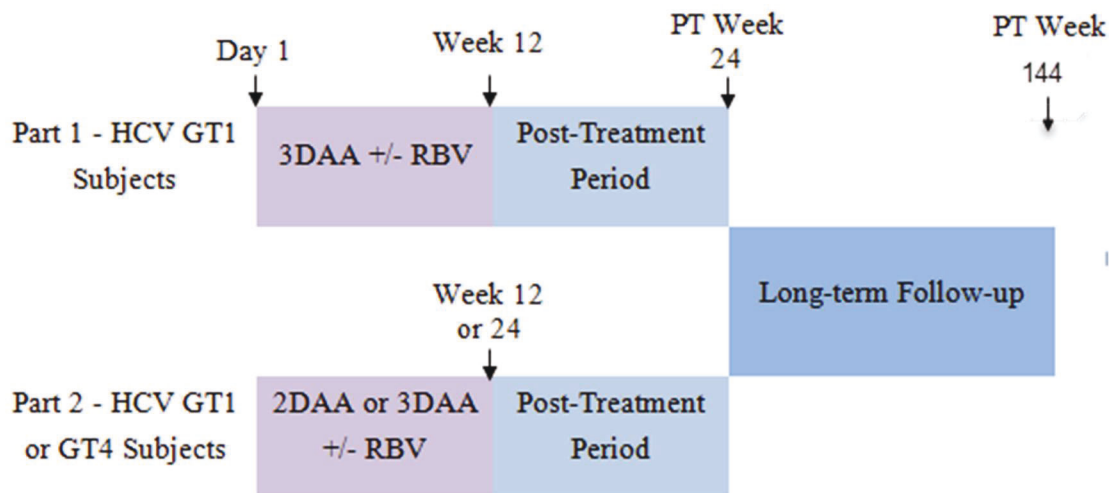 Day 1
Week 12
PT Week
24
PT Week
144
Part 1 - HCV GT1
Subjects
3DAA +/- RBV
Post-Treatment
Period
Long-term Follow-up
Week 12
or 24
Part 2 - HCV GT1
or GT4 Subjects
2DAA or 3DAA
+/- RBV
Post-Treatment
Period